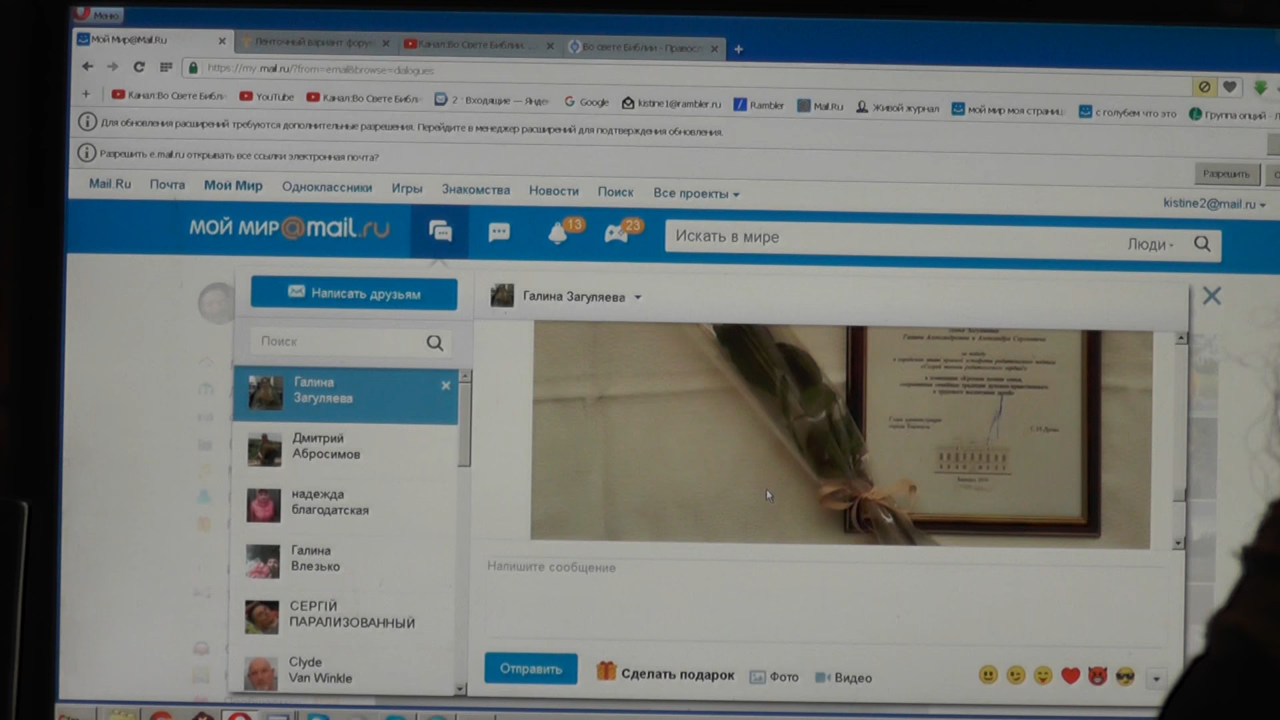 Меню
Мой Мир@Mail.Ru
Ленточный вариант фору
Канал:Во Свете Библии. ...
Во свете Библии - Правосл
https://my.mail.ru/?from=email&browse=dialogues
Канал:Во Свете Библ
YouTube
Канал:Во Свете Библ
2 · Входящие — Янде
Google
kistine1@rambler.ru
Rambler
Mail.Ru
Живой журнал
мой мир моя страниц
с голубем что это
Группа опций - Л
Для обновления расширений требуются дополнительные разрешения. Перейдите в менеджер расширений для подтверждения обновления.
Разрешить e.mail.ru открывать все ссылки электронная почта?
Разрешить
Mail.Ru Почта Мой Мир Одноклассники Игры Знакомства Новости Поиск Все проекты
kistine2@mail.ru
МОЙ МИР@mail.ru
13
23
Искать в мире
Люди
Написать друзьям
Поиск
Галина
Загуляева
Дмитрий
Абросимов
надежда
благодатская
Галина
Влезько
СЕРГІЙ
ПАРАЛИЗОВАННЫЙ
Clyde
Van Winkle
Галина Загуляева
Напишите сообщение
Отправить
Сделать подарок
Фото
Видео